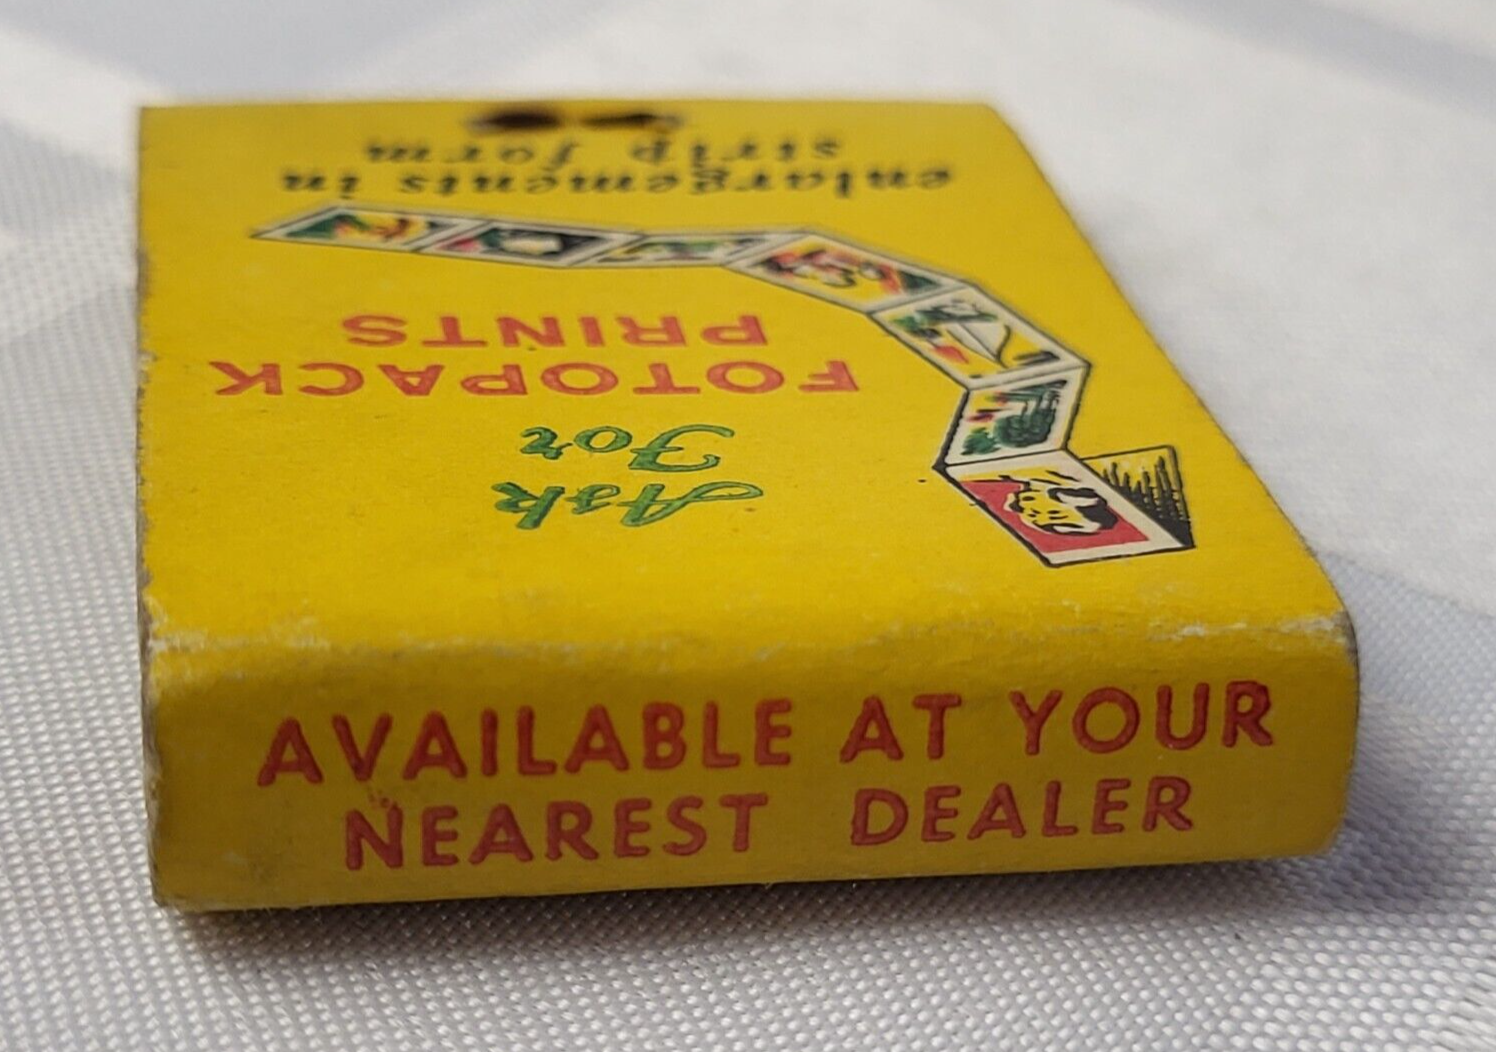 Ask
For
FOTOPACK
PRINTS
enlargements in
strip form
AVAILABLE AT YOUR
NEAREST DEALER